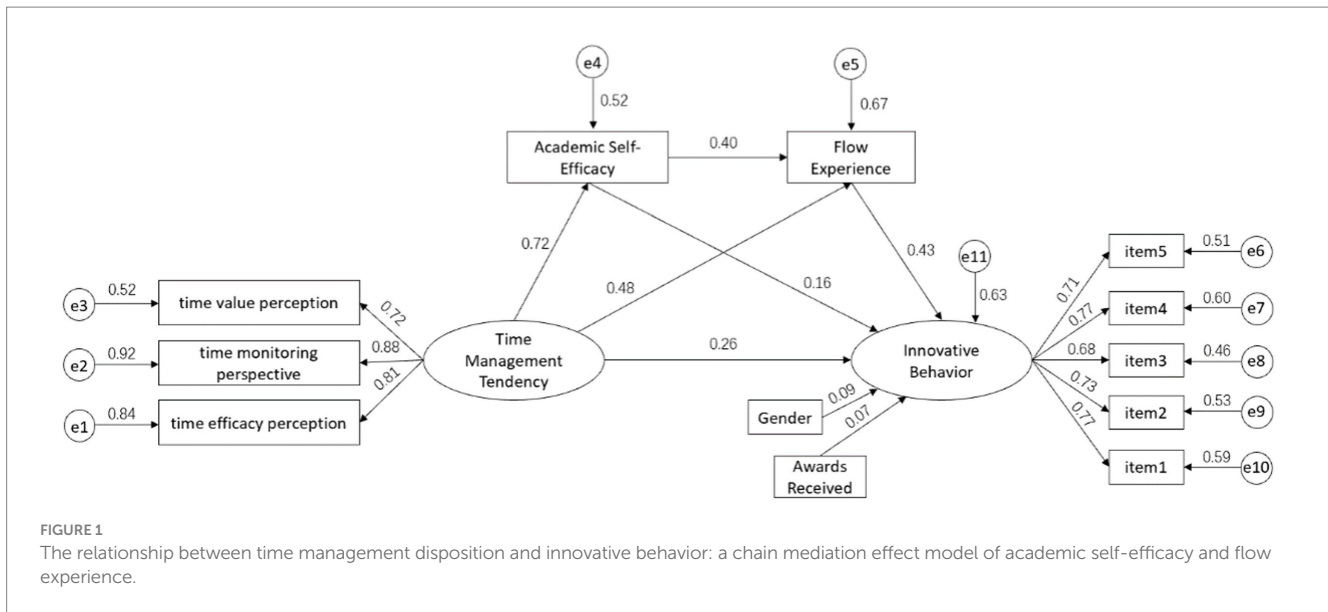 e4
e5
0.52
0.67
Academic Self-
Efficacy
0.40
Flow
Experience
0.72
0.48
0.16
0.43
e11
0.63
e3
0.52
time value perception
0.72
e2
0.92
time monitoring
perspective
0.88
e1
0.84
time efficacy perception
0.81
Time
Management
Tendency
0.26
Innovative
Behavior
Gender
0.09
Awards
Received
0.07
0.71
item5
0.51
e6
0.77
item4
0.60
e7
0.68
item3
0.46
e8
0.73
item2
0.53
e9
0.77
item1
0.59
e10
FIGURE 1
The relationship between time management disposition and innovative behavior: a chain mediation effect model of academic self-efficacy and flow
experience.